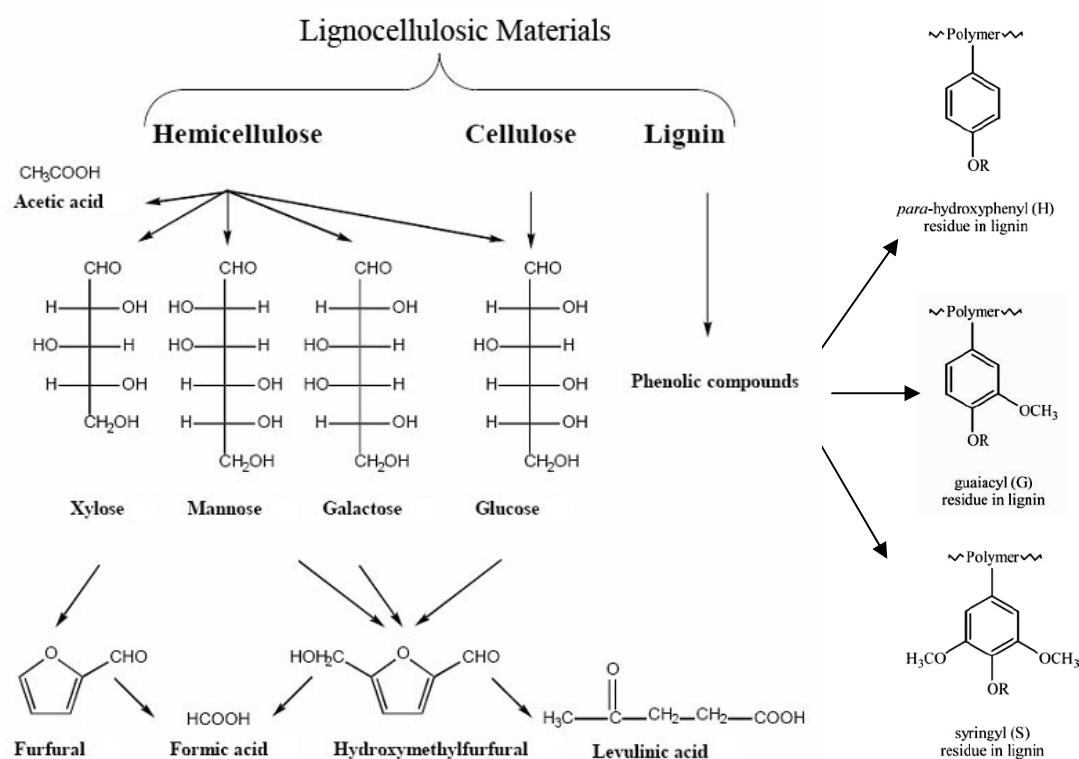 Lignocellulosic Materials
Hemicellulose
Cellulose
Lignin
CH₃COOH
Acetic acid
CHO
H
OH
HO
H
H
OH
CH₂OH
Xylose
CHO
HO
H
HO
H
H
OH
H
OH
CH₂OH
Mannose
CHO
H
OH
HO
H
HO
H
H
OH
CH₂OH
Galactose
CHO
H
OH
HO
H
H
OH
H
OH
CH₂OH
Glucose
Phenolic compounds
O
CHO
Furfural
HCOOH
Formic acid
HOH₂C
O
CHO
Hydroxymethylfurfural
O
H₃C—C—CH₂—CH₂—COOH
Levulinic acid
Polymer
OR
para-hydroxyphenyl (H)
residue in lignin
Polymer
OCH₃
OR
guaiacyl (G)
residue in lignin
Polymer
H₃CO
OCH₃
OR
syringyl (S)
residue in lignin